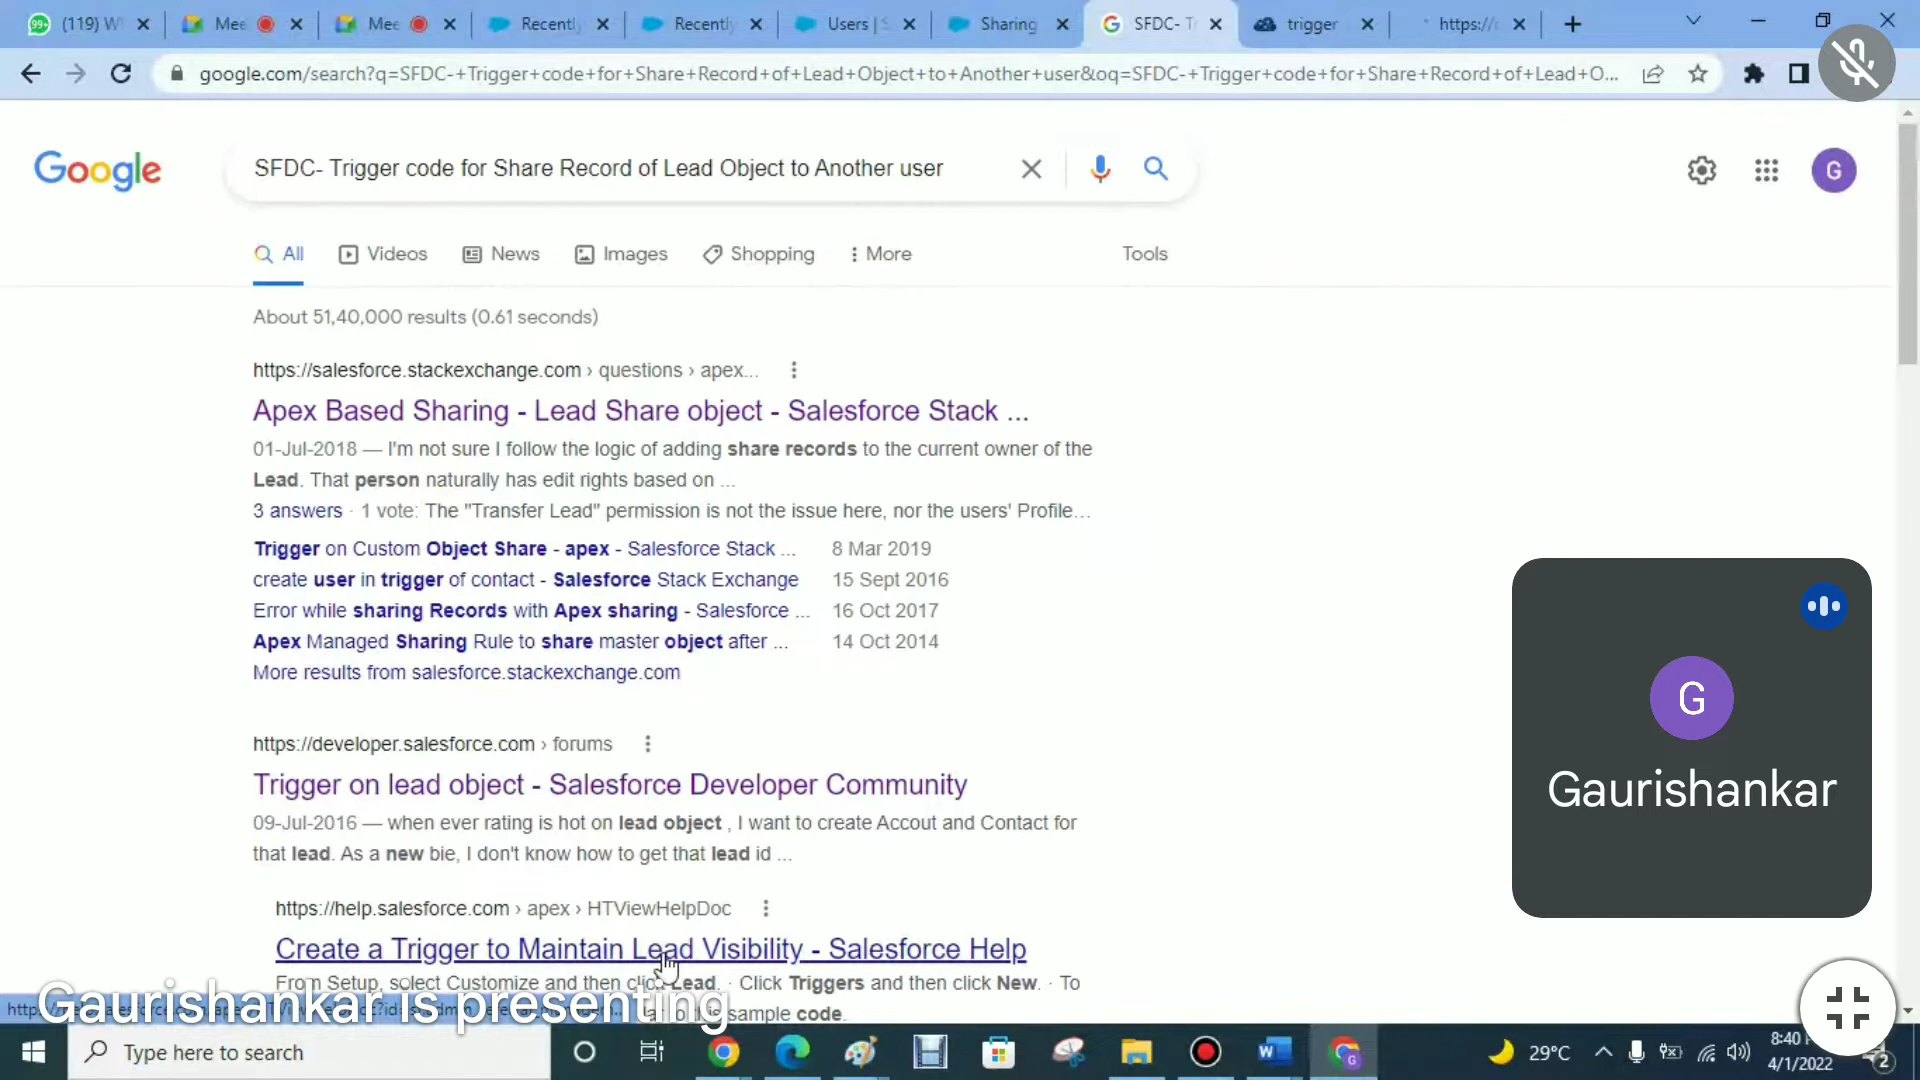 (119) W
Mee
Mee
Recentl
Recentl
Users | S
Sharing
SFDC- T
trigger
https://
google.com/search?q=SFDC-+Trigger+code+for+Share+Record+of+Lead+Object+to+Another+user&oq=SFDC-+Trigger+code+for+Share+Record+of+Lead+O...
Google
SFDC- Trigger code for Share Record of Lead Object to Another user
G
All
Videos
News
Images
Shopping
More
Tools
About 51,40,000 results (0.61 seconds)
https://salesforce.stackexchange.com › questions › apex...
Apex Based Sharing - Lead Share object - Salesforce Stack ...
01-Jul-2018 — I'm not sure I follow the logic of adding share records to the current owner of the
Lead. That person naturally has edit rights based on ...
3 answers · 1 vote: The "Transfer Lead" permission is not the issue here, nor the users' Profile...
Trigger on Custom Object Share - apex - Salesforce Stack ... 8 Mar 2019
create user in trigger of contact - Salesforce Stack Exchange 15 Sept 2016
Error while sharing Records with Apex sharing - Salesforce ... 16 Oct 2017
Apex Managed Sharing Rule to share master object after ... 14 Oct 2014
More results from salesforce.stackexchange.com
https://developer.salesforce.com › forums
Trigger on lead object - Salesforce Developer Community
09-Jul-2016 — when ever rating is hot on lead object , I want to create Accout and Contact for
that lead. As a new bie, I don't know how to get that lead id ...
https://help.salesforce.com › apex › HTViewHelpDoc
Create a Trigger to Maintain Lead Visibility - Salesforce Help
From Setup, select Customize and then click Lead. · Click Triggers and then click New. · To
sample code.
G
Gaurishankar
Gaurishankar is presenting
Type here to search
29°C
8:40
4/1/2022
2